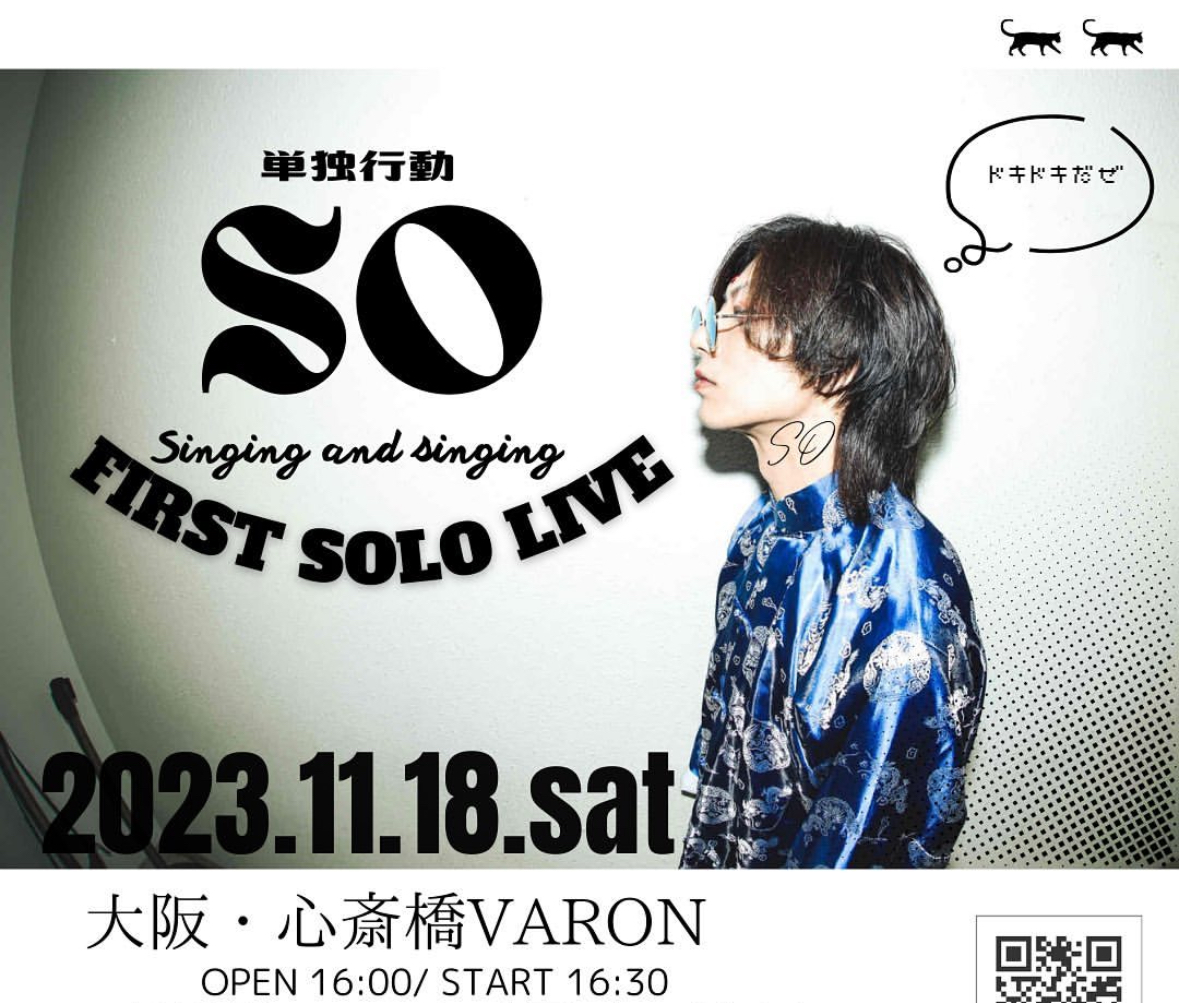 単独行動
SO
Singing and singing
FIRST SOLO LIVE
ドキドキだぜ
SO
2023.11.18.sat
大阪・心斎橋VARON
OPEN 16:00/ START 16:30